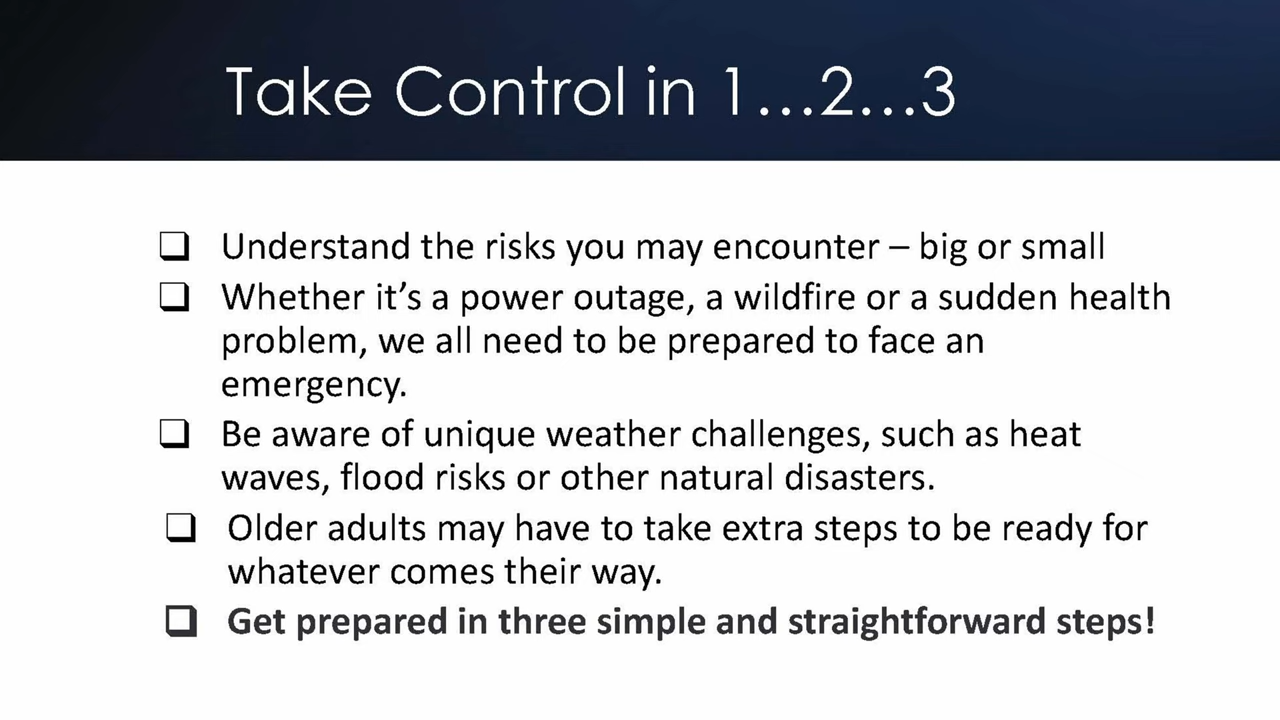 Take Control in 1…2…3
❑ Understand the risks you may encounter – big or small
❑ Whether it’s a power outage, a wildfire or a sudden health
problem, we all need to be prepared to face an
emergency.
❑ Be aware of unique weather challenges, such as heat
waves, flood risks or other natural disasters.
❑ Older adults may have to take extra steps to be ready for
whatever comes their way.
❑ Get prepared in three simple and straightforward steps!